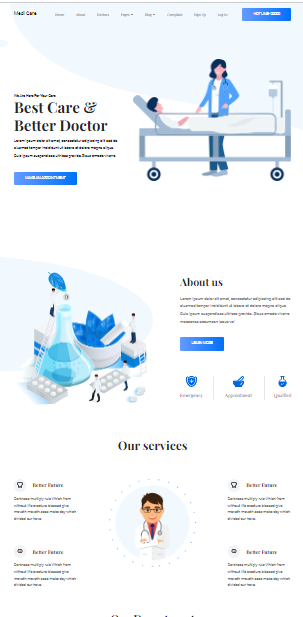 Medi Care
Home About Doctors Pages Blog Complain Sign Up Log In
HOT LINE-
We Are Here For Your Care
Best Care &
Better Doctor
Lorem ipsum dolor sit amet, consectetur adipiscing elit, sed do
eiusmod tempor incididunt ut labore et dolore magna aliqua.
Quis ipsum suspendisse ultrices gravida. Risus viverra
MAKE AN APPOINTMENT
About us
Lorem ipsum dolor sit amet, consectetur adipiscing elit, sed do
eiusmod tempor incididunt ut labore et dolore magna aliqua.
Quis ipsum suspendisse ultrices gravida. Risus viverra
maecenas accumsan lacus vel
LEARN MORE
Emergency Appointment Qualified
Our services
Better Future
Darkness multiply rule Which from
without life creature blessed give
moveth moveth seas make day which
divided our have.
Better Future
Darkness multiply rule Which from
without life creature blessed give
moveth moveth seas make day which
divided our have.
Better Future
Darkness multiply rule Which from
without life creature blessed give
moveth moveth seas make day which
divided our have.
Better Future
Darkness multiply rule Which from
without life creature blessed give
moveth moveth seas make day which
divided our have.